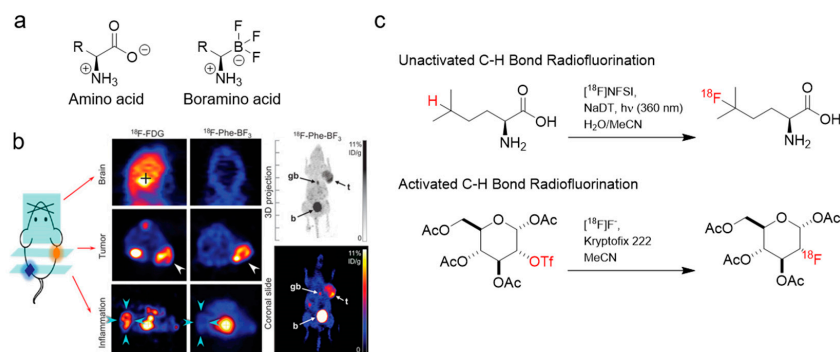 a
R
O
O
⊖
⊕
NH3
Amino acid
R
F
F
B
F
⊖
⊕
NH3
Boramino acid
b
18F-FDG
18F-Phe-BF3
18F-Phe-BF3
Brain
Tumor
Inflammation
3D projection
gb
t
b
11%
ID/g
0
Coronal slide
gb
t
b
11%
ID/g
0
c
Unactivated C-H Bond Radiofluorination
H
O
OH
NH2
[18F]NFSI,
NaDT, hν (360 nm)
H2O/MeCN
18F
O
OH
NH2
Activated C-H Bond Radiofluorination
AcO
O
OAc
AcO
OTf
OAc
[18F]F-,
Kryptofix 222
MeCN
AcO
O
OAc
AcO
18F
OAc